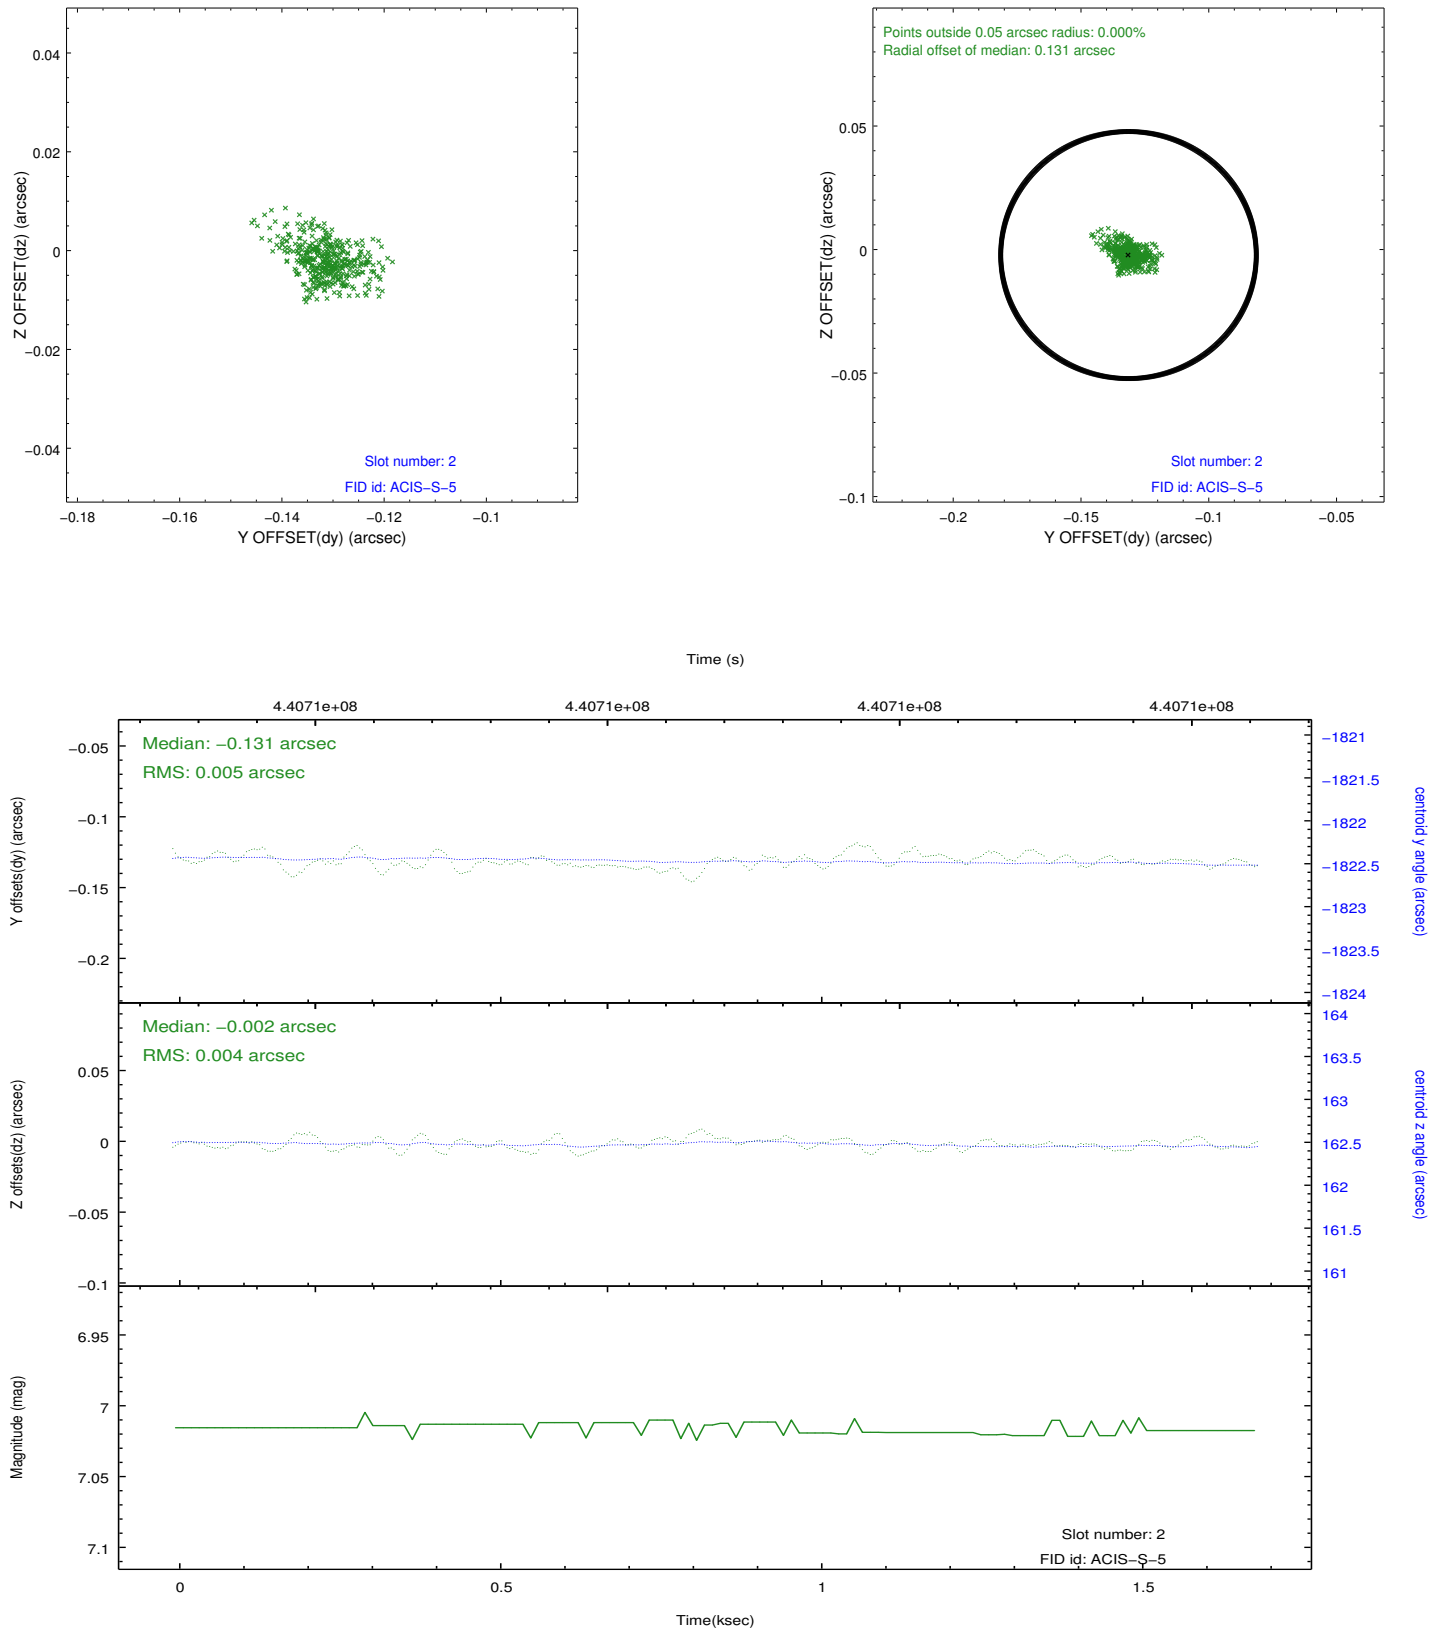 0.04
0.02
0
−0.02
−0.04
Z OFFSET(dz) (arcsec)
Slot number: 2
FID id: ACIS−S−5
−0.18
−0.16
−0.14
−0.12
−0.1
Y OFFSET(dy) (arcsec)
Points outside 0.05 arcsec radius: 0.000%
Radial offset of median: 0.131 arcsec
0.05
0
−0.05
−0.1
Z OFFSET(dz) (arcsec)
Slot number: 2
FID id: ACIS−S−5
−0.2
−0.15
−0.1
−0.05
Y OFFSET(dy) (arcsec)
Time (s)
4.4071e+08
4.4071e+08
4.4071e+08
4.4071e+08
Median: −0.131 arcsec
RMS: 0.005 arcsec
−0.05
−0.1
−0.15
−0.2
Y offsets(dy) (arcsec)
−1821
−1821.5
−1822
−1822.5
−1823
−1823.5
−1824
centroid y angle (arcsec)
Median: −0.002 arcsec
RMS: 0.004 arcsec
0.05
0
−0.05
−0.1
Z offsets(dz) (arcsec)
164
163.5
163
162.5
162
161.5
161
centroid z angle (arcsec)
6.95
7
7.05
7.1
Magnitude (mag)
Slot number: 2
FID id: ACIS−S−5
0
0.5
1
1.5
Time(ksec)